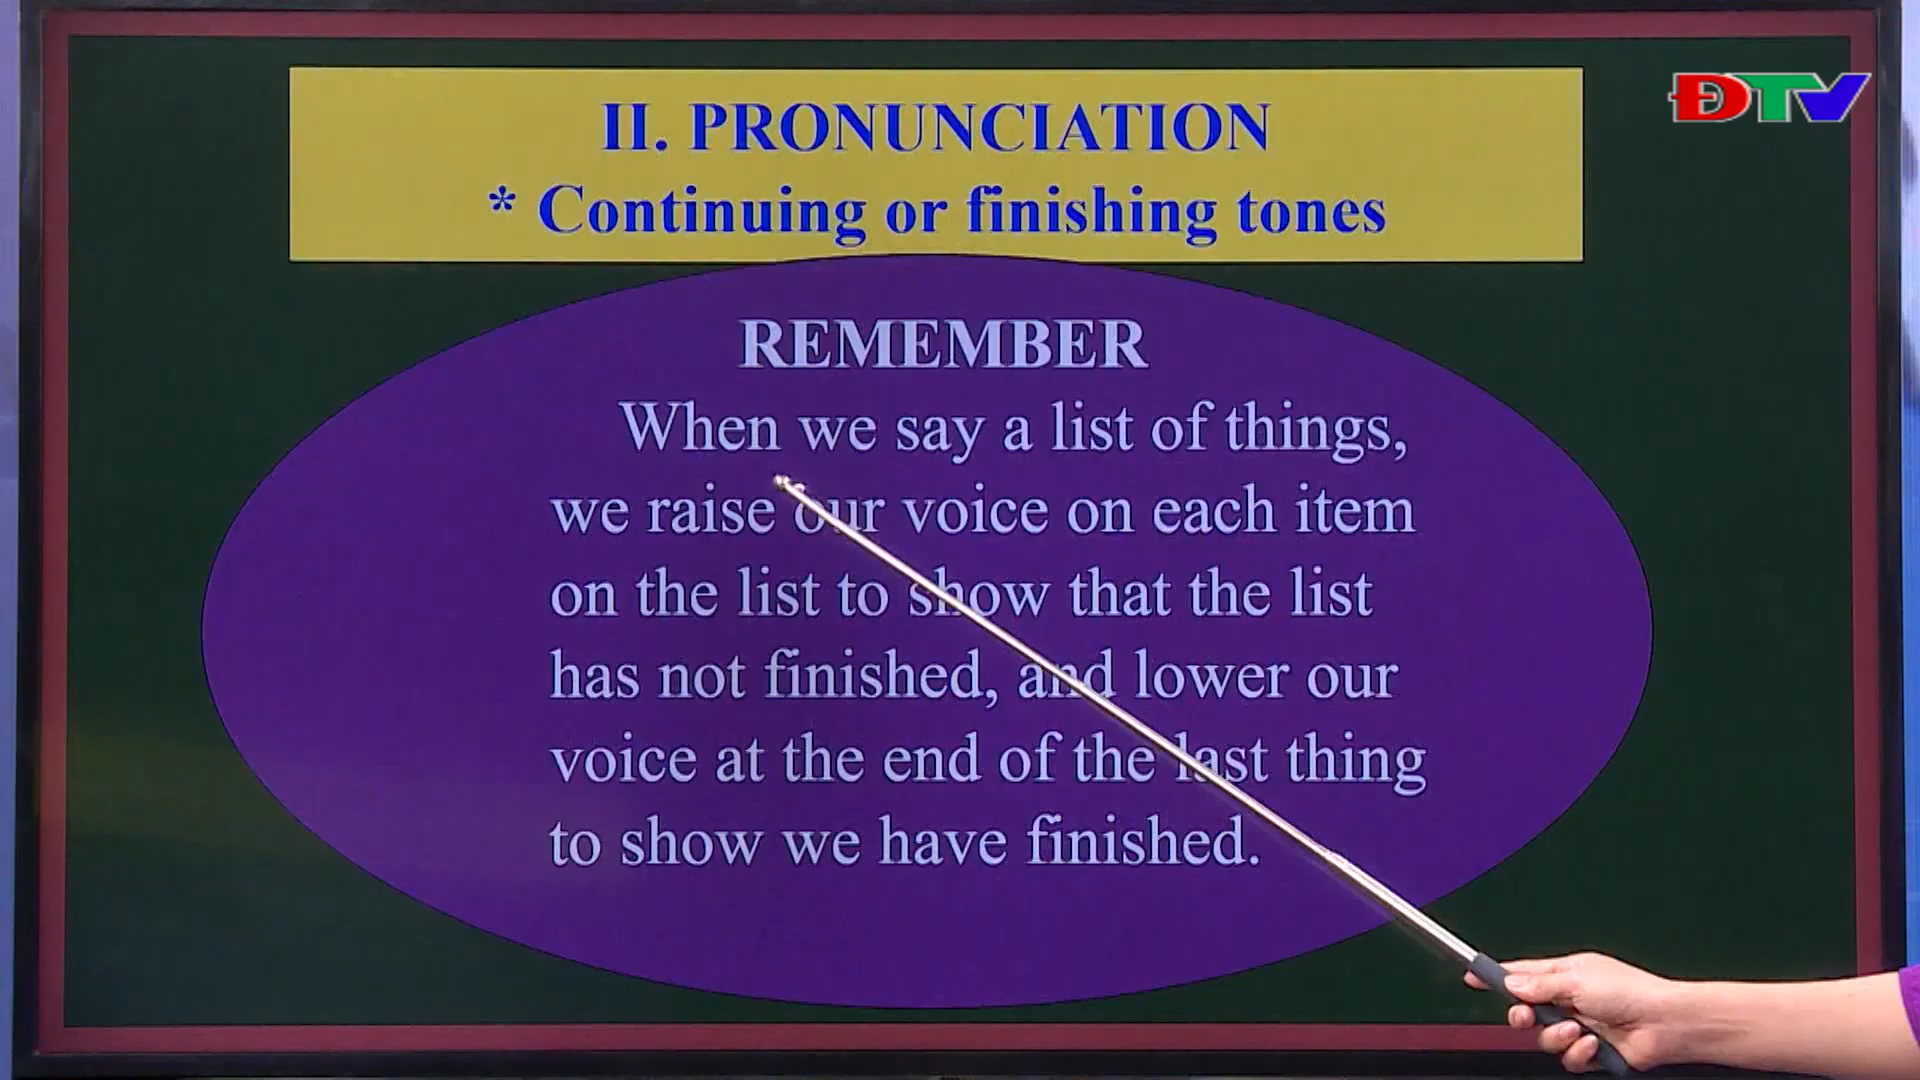 II. PRONUNCIATION
* Continuing or finishing tones
ĐTV
REMEMBER
When we say a list of things,
we raise our voice on each item
on the list to show that the list
has not finished, and lower our
voice at the end of the last thing
to show we have finished.